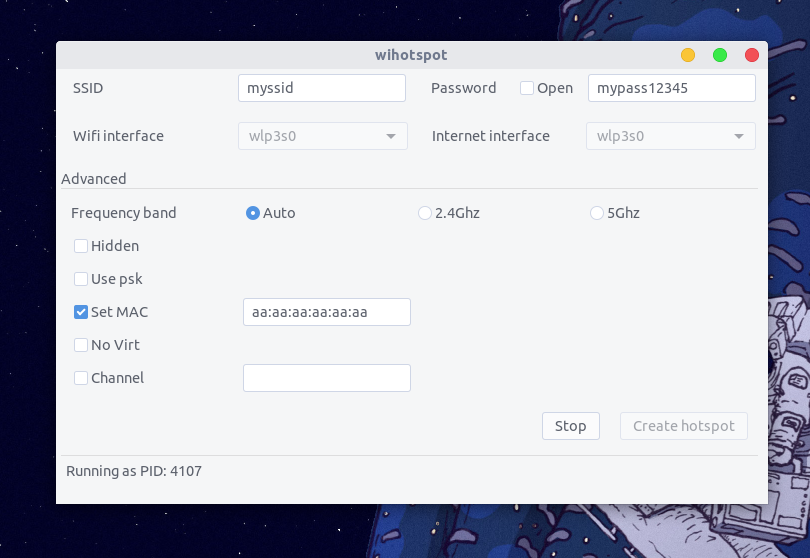 wihotspot
SSID myssid Password Open mypass12345
Wifi interface wlp3s0 Internet interface wlp3s0
Advanced
Frequency band Auto 2.4Ghz 5Ghz
Hidden
Use psk
Set MAC aa:aa:aa:aa:aa:aa
No Virt
Channel
Stop Create hotspot
Running as PID: 4107